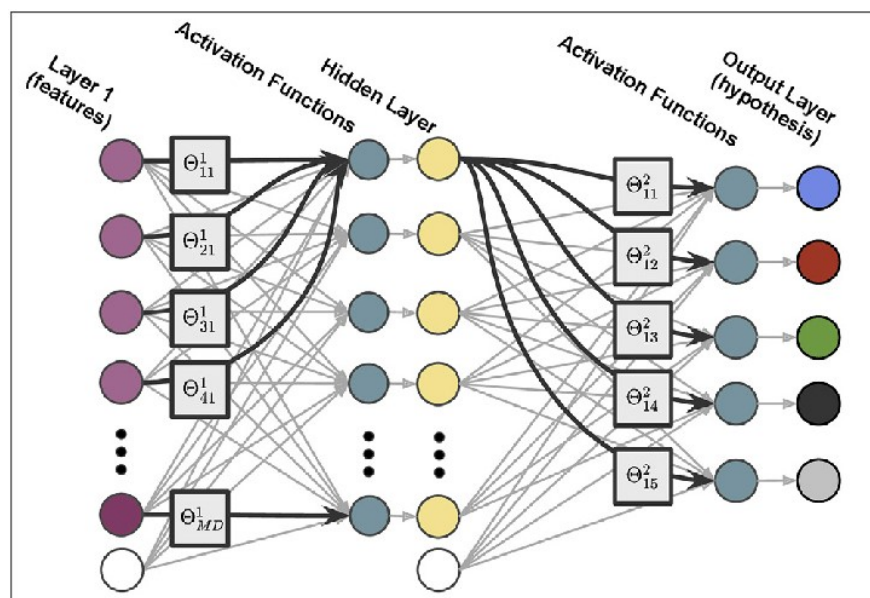 Layer 1
(features)
Activation Functions
Hidden Layer
Activation Functions
Output Layer
(hypothesis)
Θ¹₁₁
Θ¹₂₁
Θ¹₃₁
Θ¹₄₁
Θ¹_MD
Θ²₁₁
Θ²₁₂
Θ²₁₃
Θ²₁₄
Θ²₁₅